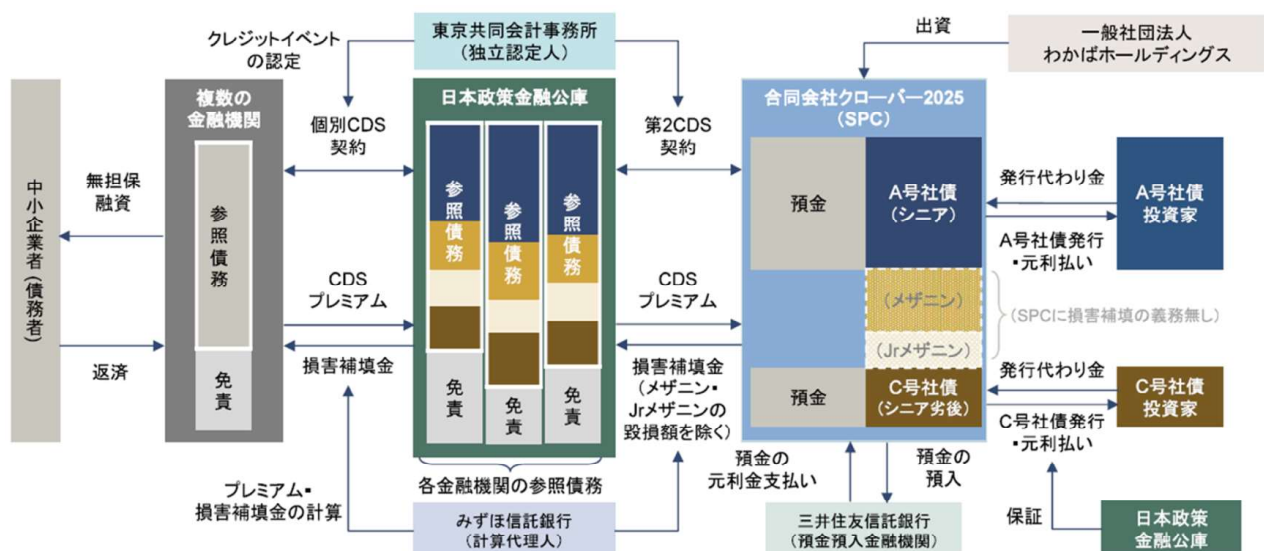 東京共同会計事務所
(独立認定人)
出資
一般社団法人
わかばホールディングス
クレジットイベント
の認定
複数の
金融機関
日本政策金融公庫
合同会社クローバー2025
(SPC)
個別CDS
契約
第2CDS
契約
中小企業者(債務者)
無担保
融資
返済
参照債務
免責
CDS
プレミアム
損害補填金
参照債務
免責
参照債務
免責
参照債務
免責
CDS
プレミアム
損害補填金
(メザニン・
Jrメザニンの
毀損額を除く)
預金
A号社債
(シニア)
(メザニン)
(Jrメザニン)
預金
C号社債
(シニア劣後)
発行代わり金
A号社債
投資家
A号社債発行
・元利払い
(SPCに損害補填の義務無し)
発行代わり金
C号社債
投資家
C号社債発行
・元利払い
各金融機関の参照債務
プレミアム・
損害補填金の計算
みずほ信託銀行
(計算代理人)
預金の
元利金支払い
預金の
預入
三井住友信託銀行
(預金預入金融機関)
保証
日本政策
金融公庫